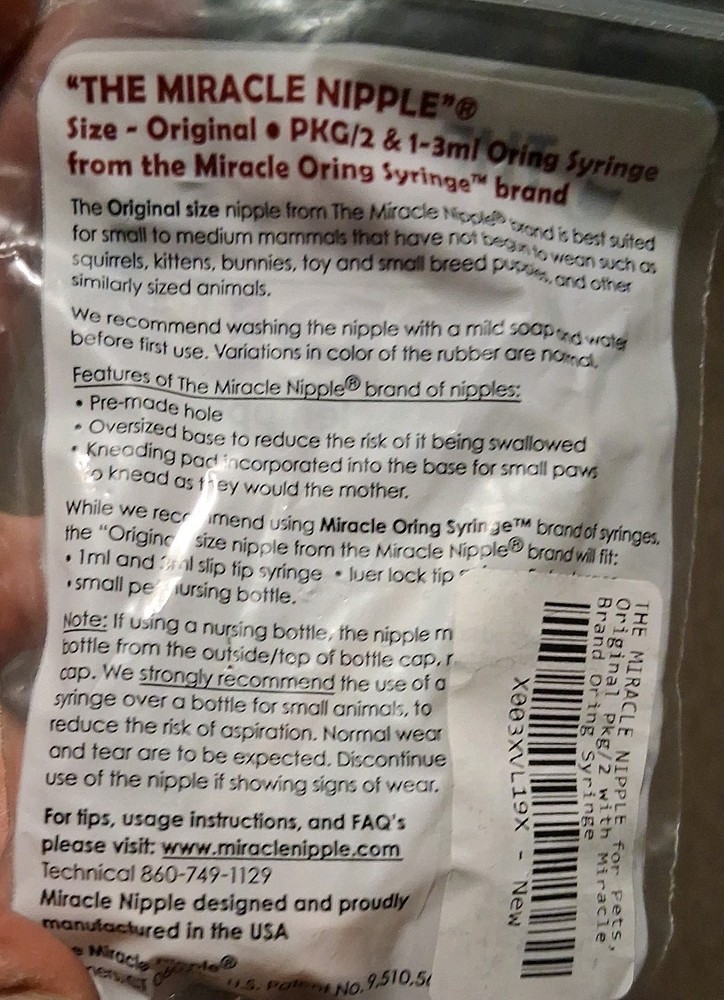 "THE MIRACLE NIPPLE"®
Size - Original • PKG/2 & 1-3ml Oring Syringe
from the Miracle Oring Syringe™ brand
The Original size nipple from The Miracle Nipple® brand is best suited
for small to medium mammals that have not begun to wean such as
squirrels, kittens, bunnies, toy and small breed puppies, and other
similarly sized animals.
We recommend washing the nipple with a mild soap and water
before first use. Variations in color of the rubber are normal.
Features of The Miracle Nipple® brand of nipples:
• Pre-made hole
• Oversized base to reduce the risk of it being swallowed
• Kneading pad incorporated into the base for small paws
to knead as they would the mother.
While we recommend using Miracle Oring Syringe™ brand of syringes,
the "Original size nipple from the Miracle Nipple® brand will fit:
• 1ml and 3ml slip tip syringe • luer lock tip
• small pet nursing bottle.
Note: If using a nursing bottle, the nipple m
bottle from the outside/top of bottle cap, r
cap. We strongly recommend the use of a
syringe over a bottle for small animals, to
reduce the risk of aspiration. Normal wear
and tear are to be expected. Discontinue
use of the nipple if showing signs of wear.
For tips, usage instructions, and FAQ's
please visit: www.miraclenipple.com
Technical 860-749-1129
Miracle Nipple designed and proudly
manufactured in the USA
e Miracle
U.S. Patent No. 9,510,5
THE MIRACLE NIPPLE for Pets,
Original Pkg/2 with Miracle
Brand Oring Syringe
X003XVL19X - New